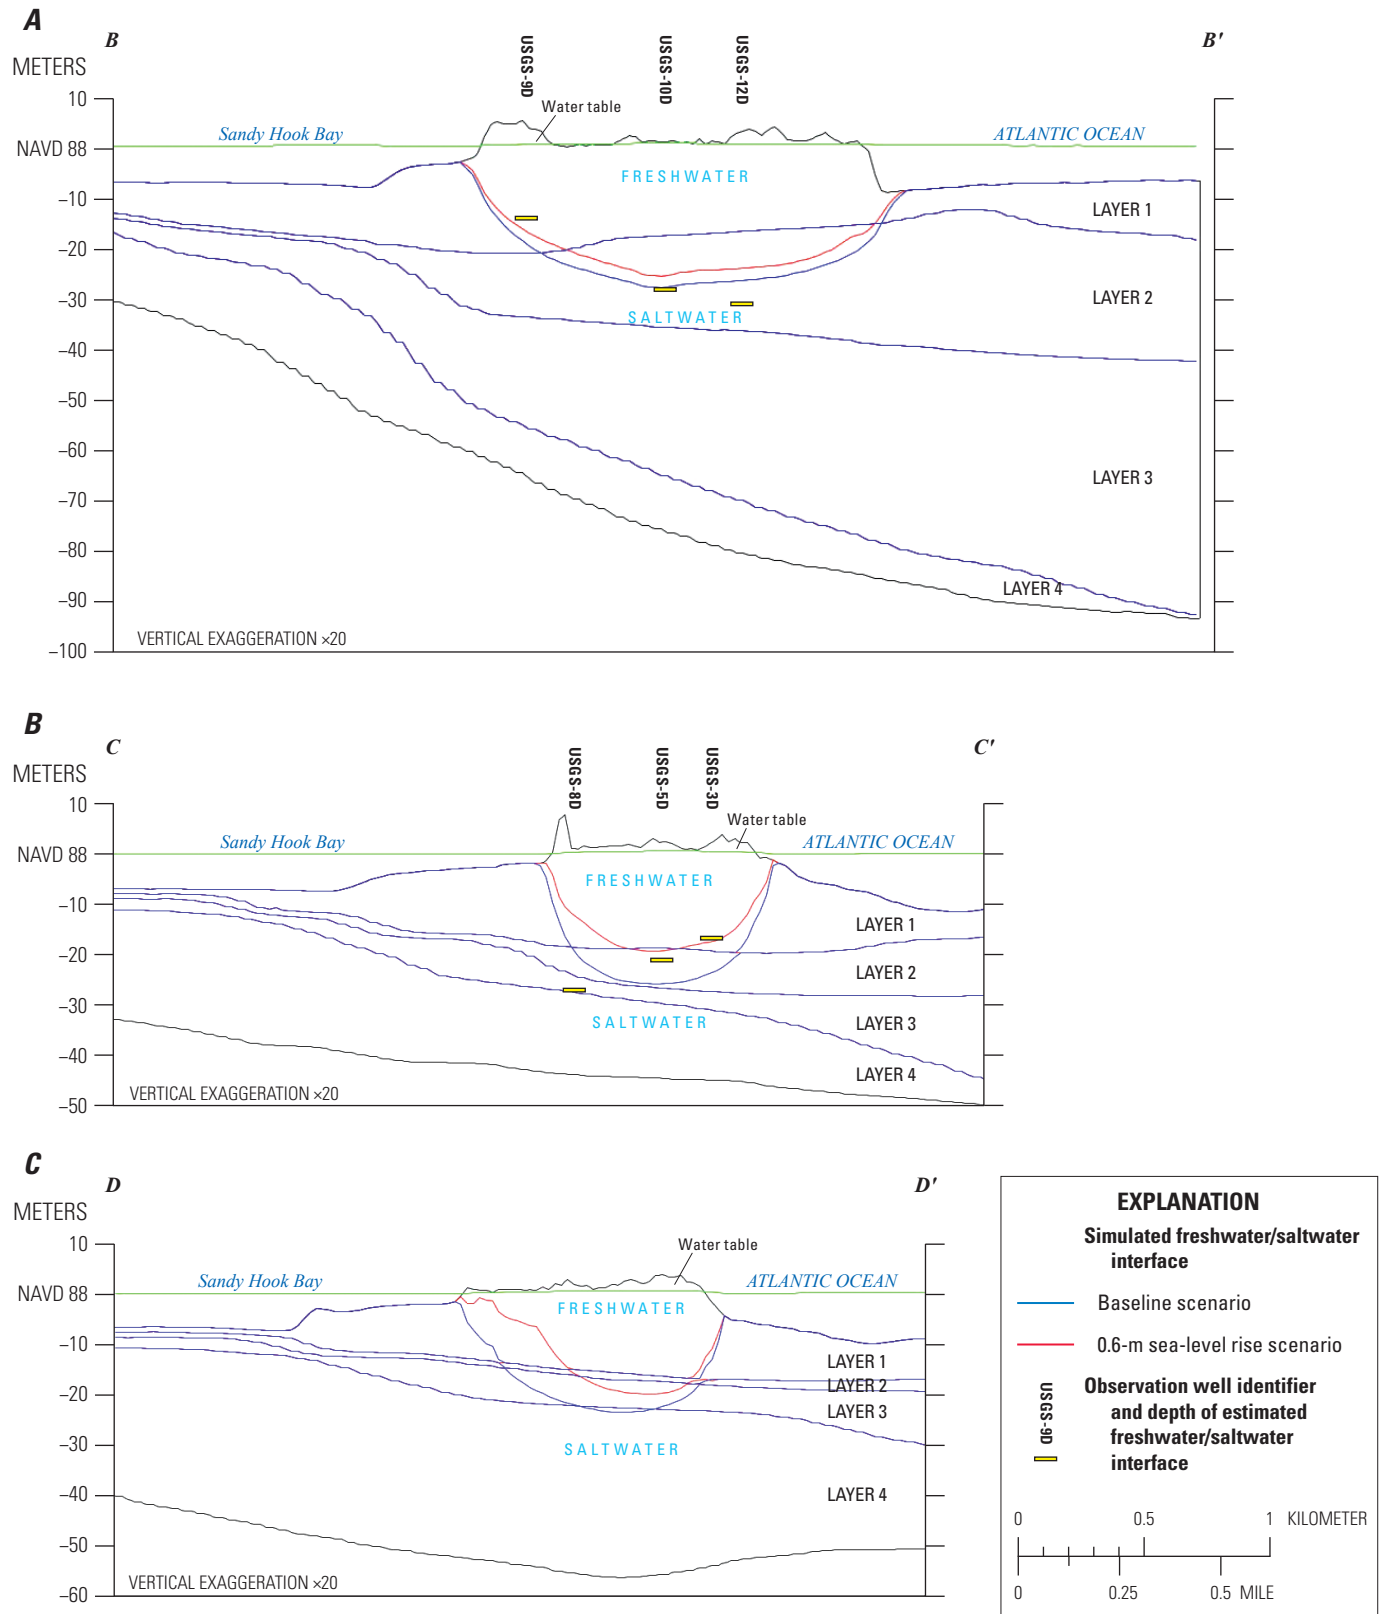 A
B
B'
METERS
USGS-9D
USGS-10D
USGS-12D
10
Water table
Sandy Hook Bay
ATLANTIC OCEAN
NAVD 88
FRESHWATER
–10
LAYER 1
–20
LAYER 2
–30
SALTWATER
–40
–50
–60
LAYER 3
–70
–80
LAYER 4
–90
VERTICAL EXAGGERATION ×20
–100
B
C
C'
METERS
USGS-8D
USGS-5D
USGS-3D
10
Water table
Sandy Hook Bay
ATLANTIC OCEAN
NAVD 88
FRESHWATER
–10
LAYER 1
–20
LAYER 2
–30
SALTWATER
LAYER 3
–40
LAYER 4
VERTICAL EXAGGERATION ×20
–50
C
D
D'
METERS
10
Water table
Sandy Hook Bay
ATLANTIC OCEAN
NAVD 88
FRESHWATER
–10
LAYER 1
LAYER 2
–20
LAYER 3
–30
SALTWATER
–40
LAYER 4
–50
VERTICAL EXAGGERATION ×20
–60
EXPLANATION
Simulated freshwater/saltwater
interface
Baseline scenario
0.6-m sea-level rise scenario
USGS-9D
Observation well identifier
and depth of estimated
freshwater/saltwater
interface
0 0.5 1 KILOMETER
0 0.25 0.5 MILE